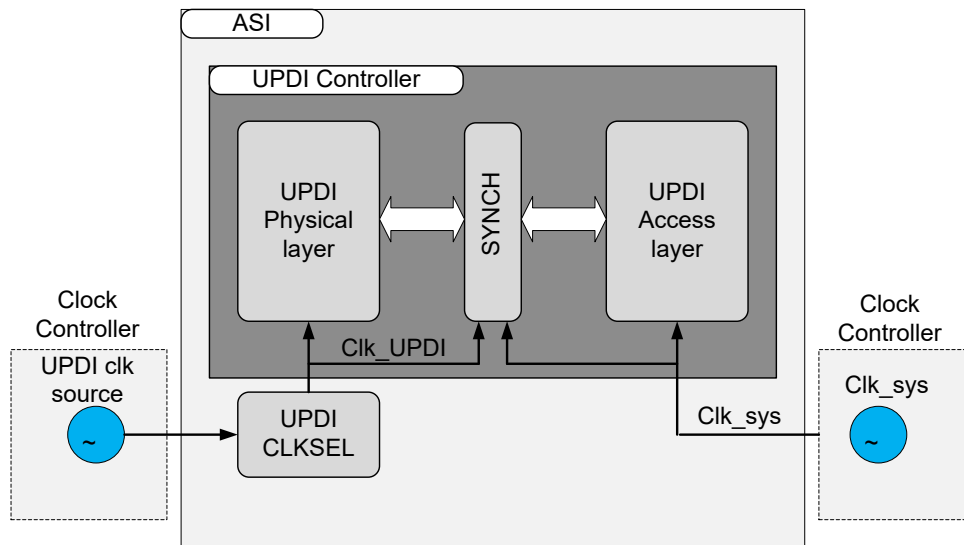 ASI
UPDI Controller
UPDI
Physical
layer
SYNCH
UPDI
Access
layer
Clock
Controller
UPDI clk
source
~
Clk_UPDI
UPDI
CLKSEL
Clk_sys
Clock
Controller
Clk_sys
~